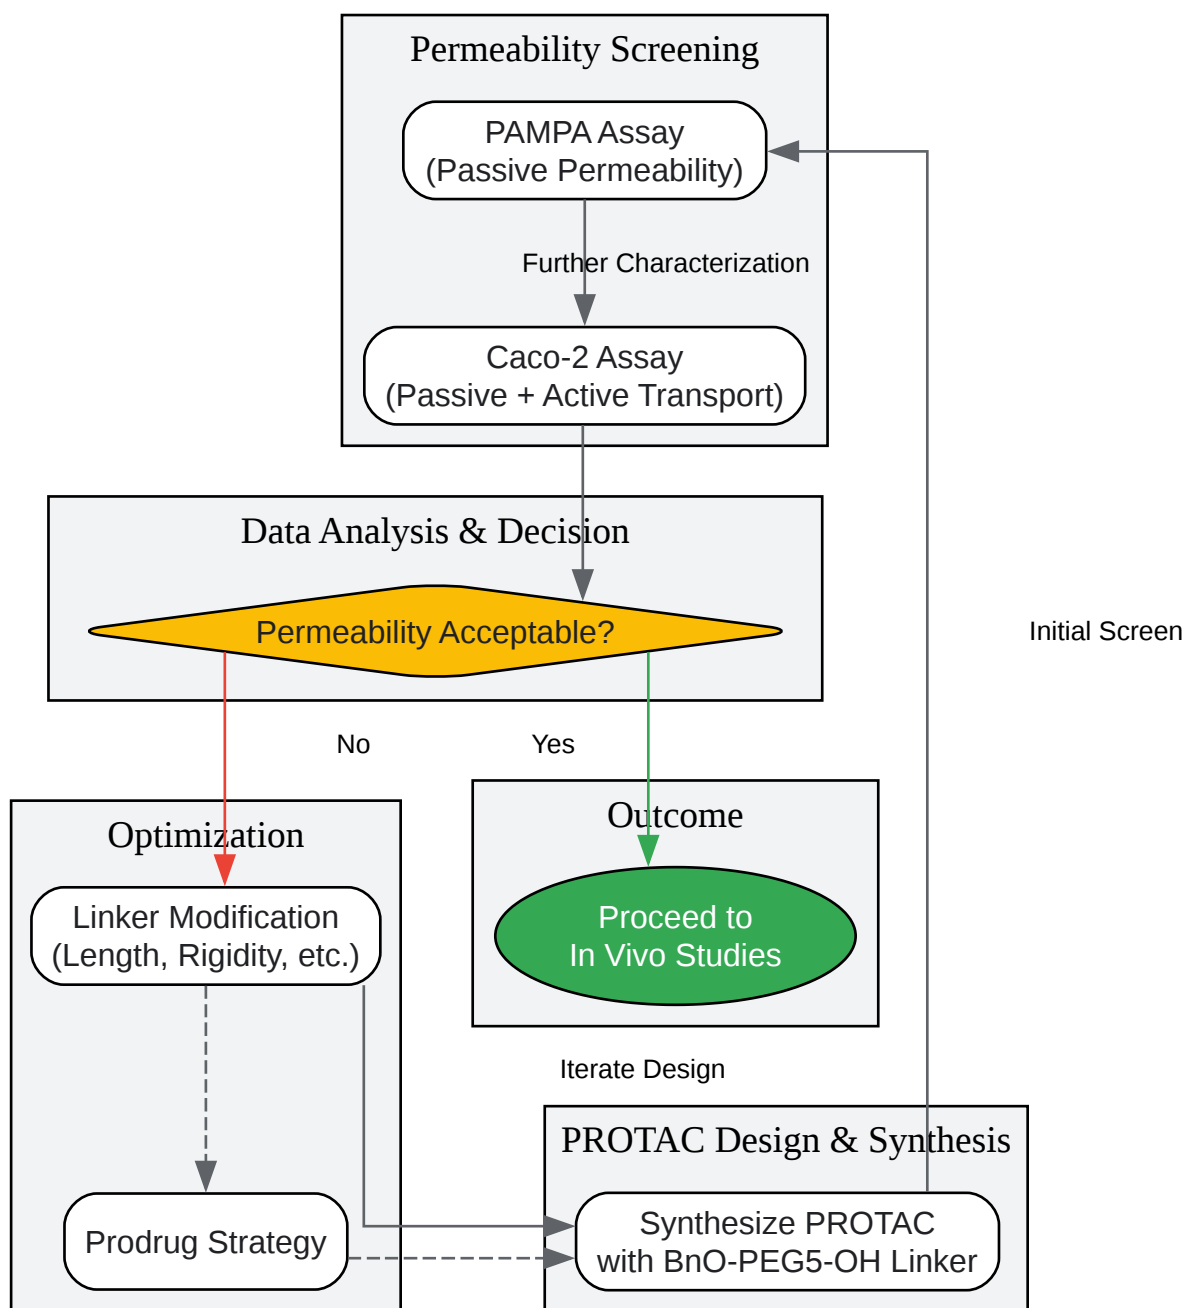 Permeability Screening
PAMPA Assay
(Passive Permeability)
Further Characterization
Caco-2 Assay
(Passive + Active Transport)
Data Analysis & Decision
Permeability Acceptable?
Initial Screen
No
Yes
Optimization
Linker Modification
(Length, Rigidity, etc.)
Outcome
Proceed to
In Vivo Studies
Iterate Design
Prodrug Strategy
PROTAC Design & Synthesis
Synthesize PROTAC
with BnO-PEG5-OH Linker